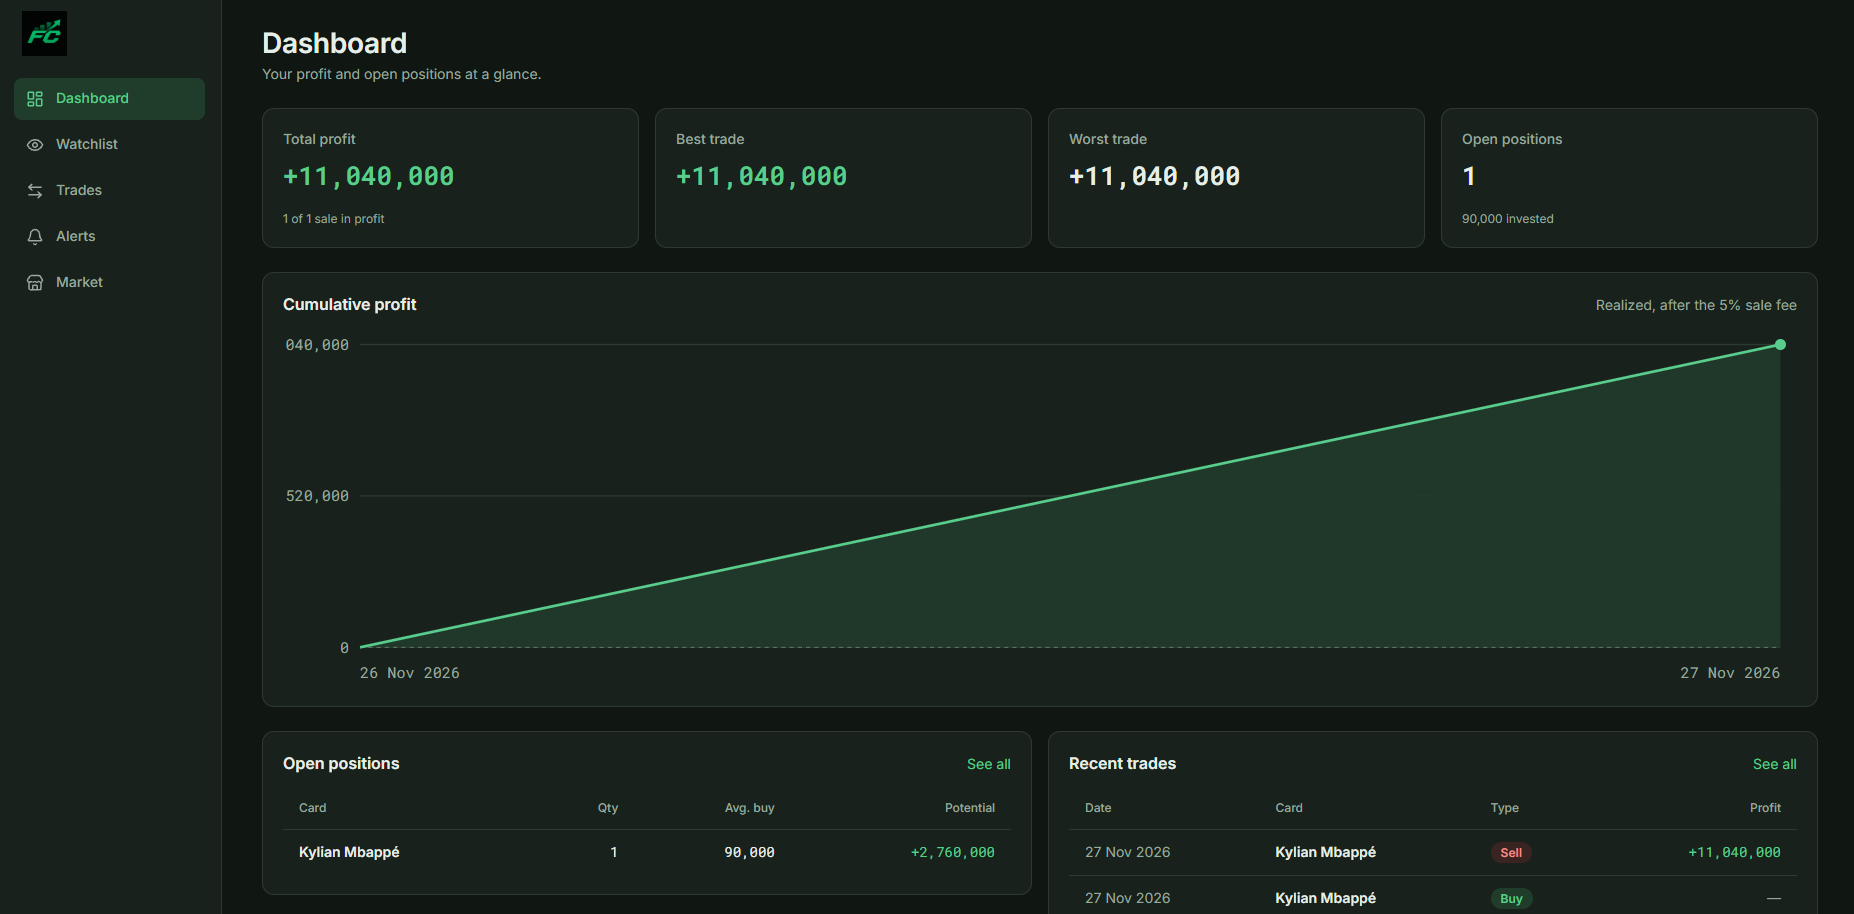 FC
Dashboard
Watchlist
Trades
Alerts
Market
Dashboard
Your profit and open positions at a glance.
Total profit
+11,040,000
1 of 1 sale in profit
Best trade
+11,040,000
Worst trade
+11,040,000
Open positions
1
90,000 invested
Cumulative profit
Realized, after the 5% sale fee
040,000
520,000
0
26 Nov 2026
27 Nov 2026
Open positions
See all
Card Qty Avg. buy Potential
Kylian Mbappé 1 90,000 +2,760,000
Recent trades
See all
Date Card Type Profit
27 Nov 2026 Kylian Mbappé Sell +11,040,000
27 Nov 2026 Kylian Mbappé Buy —